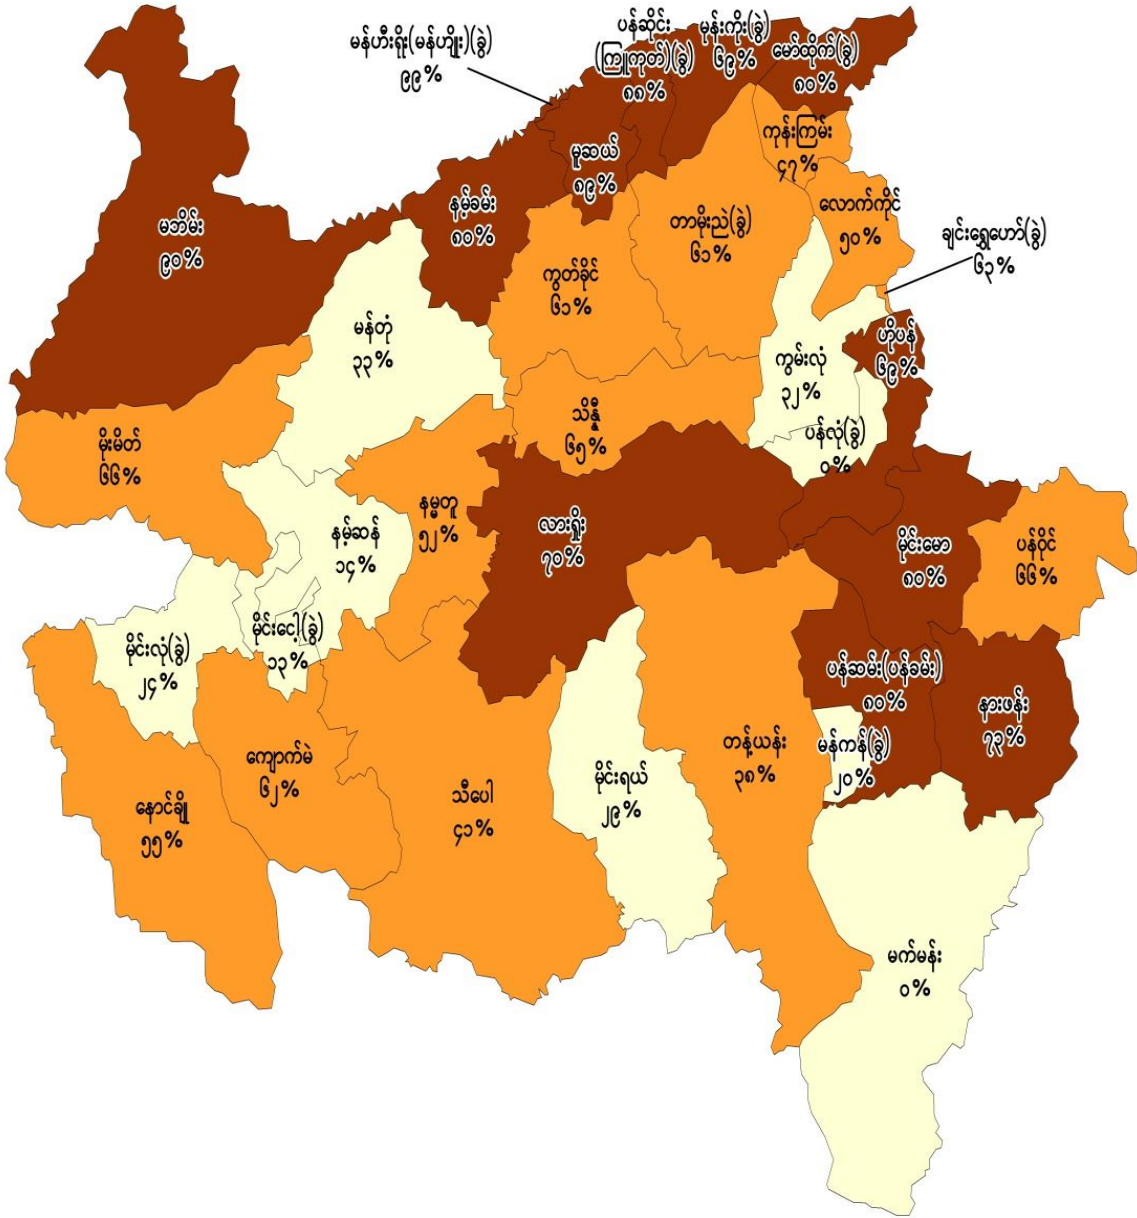 မန်ဟီးရိုး(မန်ဟျိုး)(ခွဲ)
၉၉%
ပန်ဆိုင်း
(ကြူကုတ်)(ခွဲ)
၈၈%
မုန်းကိုး(ခွဲ)
၆၉%
မော်ထိုက်(ခွဲ)
၈၀%
ကုန်းကြမ်း
၄၇%
မူဆယ်
၈၉%
နမ့်ခမ်း
၈၀%
မဘိမ်း
၉၀%
တာမိုးညဲ(ခွဲ)
၆၁%
လောက်ကိုင်
၅၀%
ချင်းရွှေဟော်(ခွဲ)
၆၃%
ကွတ်ခိုင်
၆၁%
မန်တုံ
၃၃%
ကွမ်းလုံ
၃၂%
ဟိုပန်
၆၉%
သိန္နီ
၆၅%
ပန်လုံ(ခွဲ)
၀%
မိုးမိတ်
၆၆%
နမ္မတူ
၅၂%
နမ့်ဆန်
၁၄%
လားရှိုး
၇၀%
မိုင်းမော
၈၀%
ပန်ဝိုင်
၆၆%
မိုင်းငေါ့(ခွဲ)
၁၃%
မိုင်းလုံ(ခွဲ)
၂၄%
ပန်ဆမ်း(ပန်ခမ်း)
၈၀%
နားဖန်း
၇၃%
ကျောက်မဲ
၆၂%
တန့်ယန်း
၃၈%
မန်ကန်(ခွဲ)
၂၀%
မိုင်းရယ်
၂၉%
သီပေါ
၄၁%
နောင်ချို
၅၅%
မက်မန်း
၀%